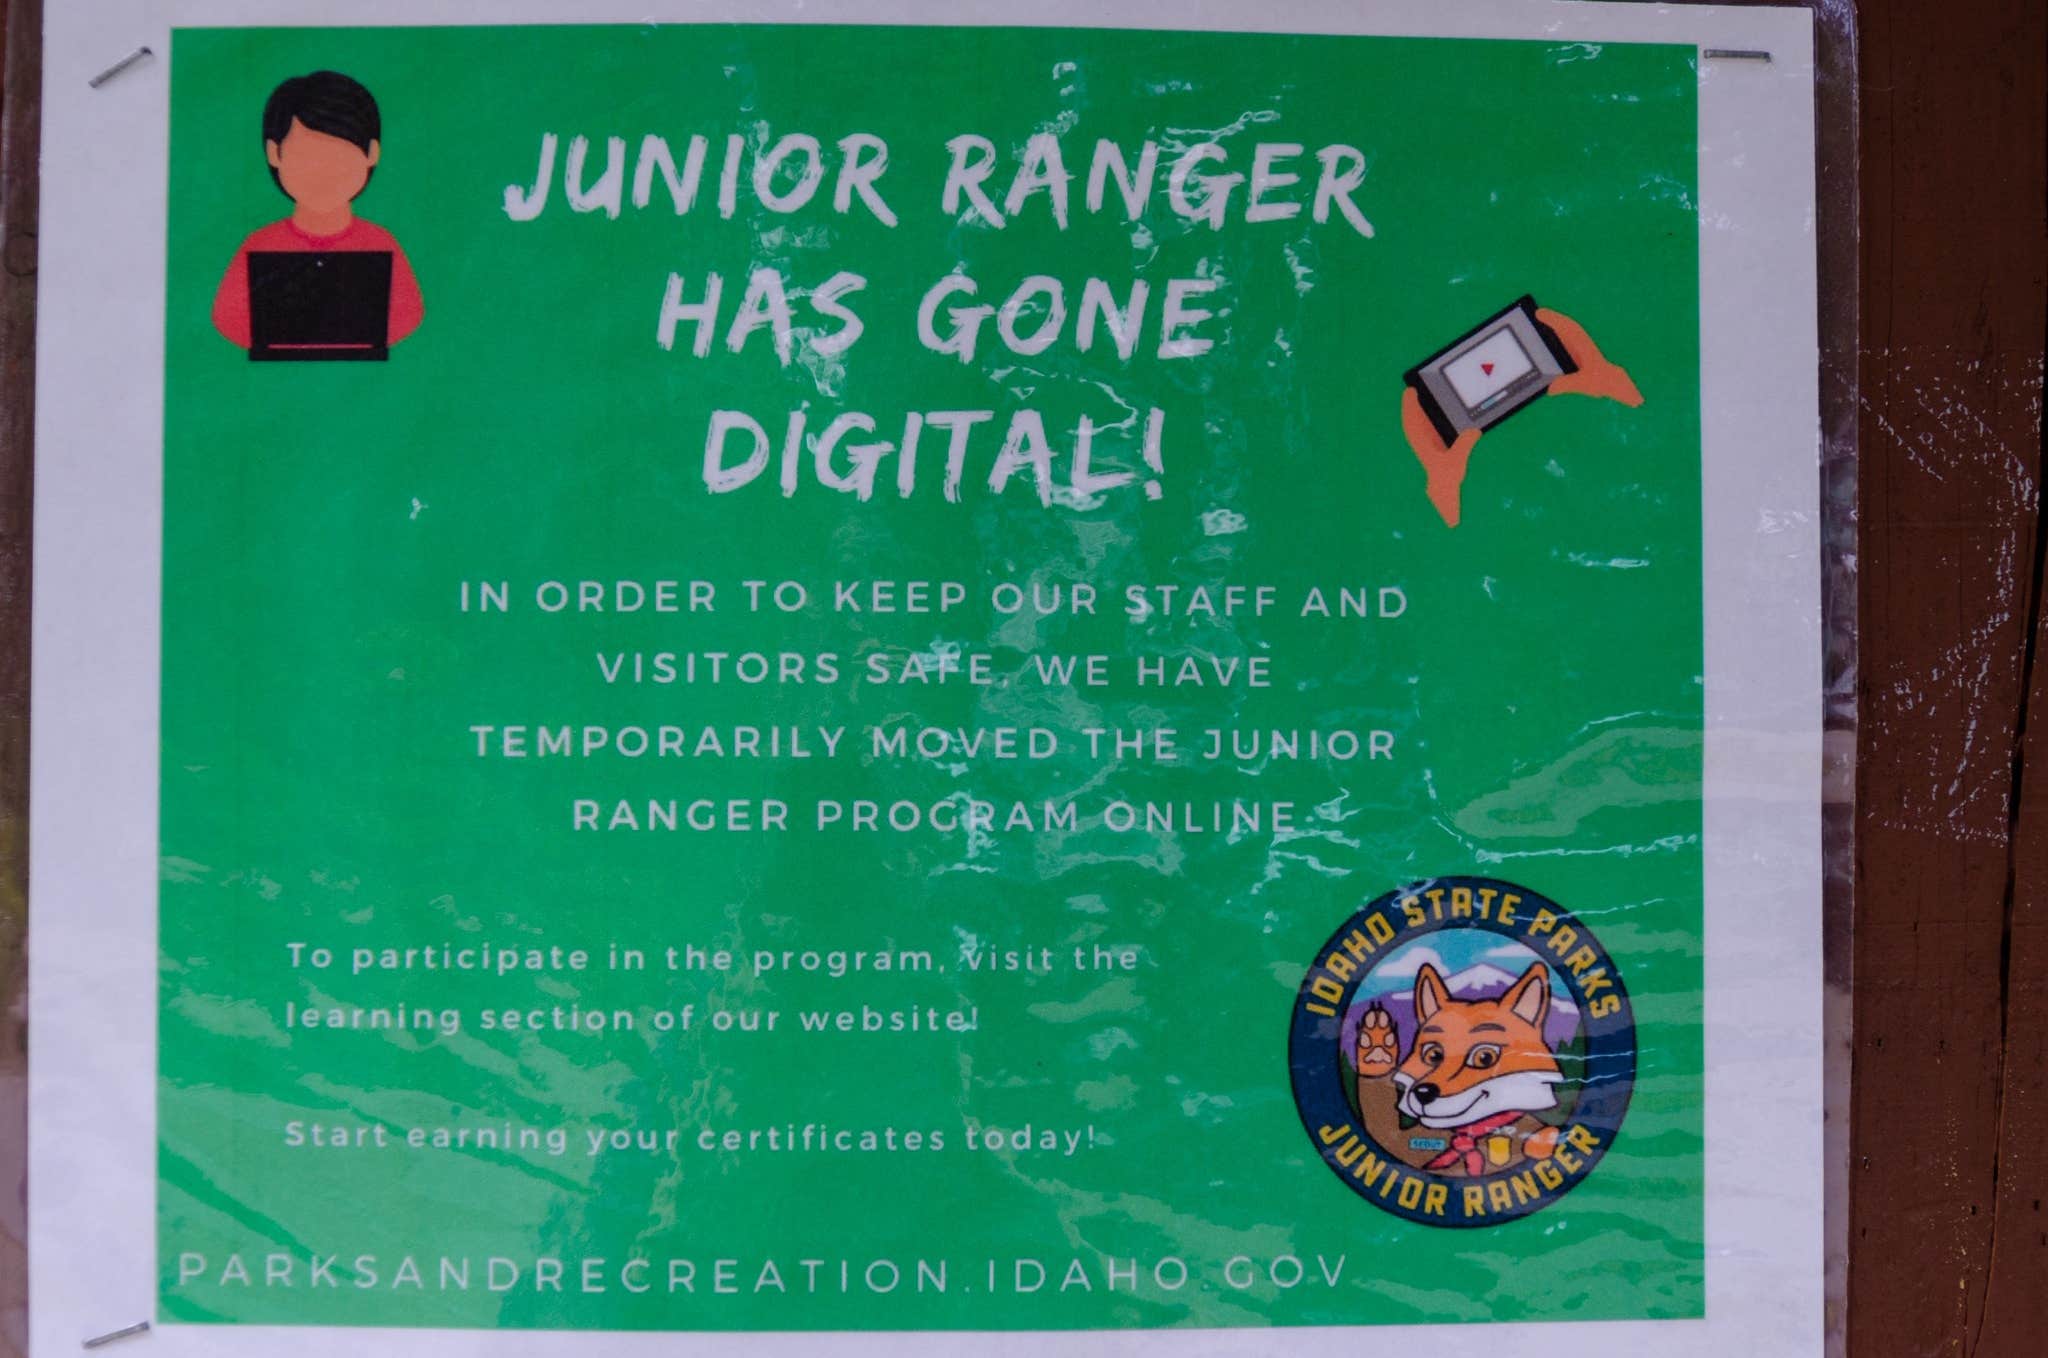 JUNIOR RANGER
HAS GONE
DIGITAL!
IN ORDER TO KEEP OUR STAFF AND
VISITORS SAFE, WE HAVE
TEMPORARILY MOVED THE JUNIOR
RANGER PROGRAM ONLINE
To participate in the program, visit the
learning section of our website!
Start earning your certificates today!
IDAHO STATE PARKS
SCOUT
JUNIOR RANGER
PARKSANDRECREATION.IDAHO.GOV